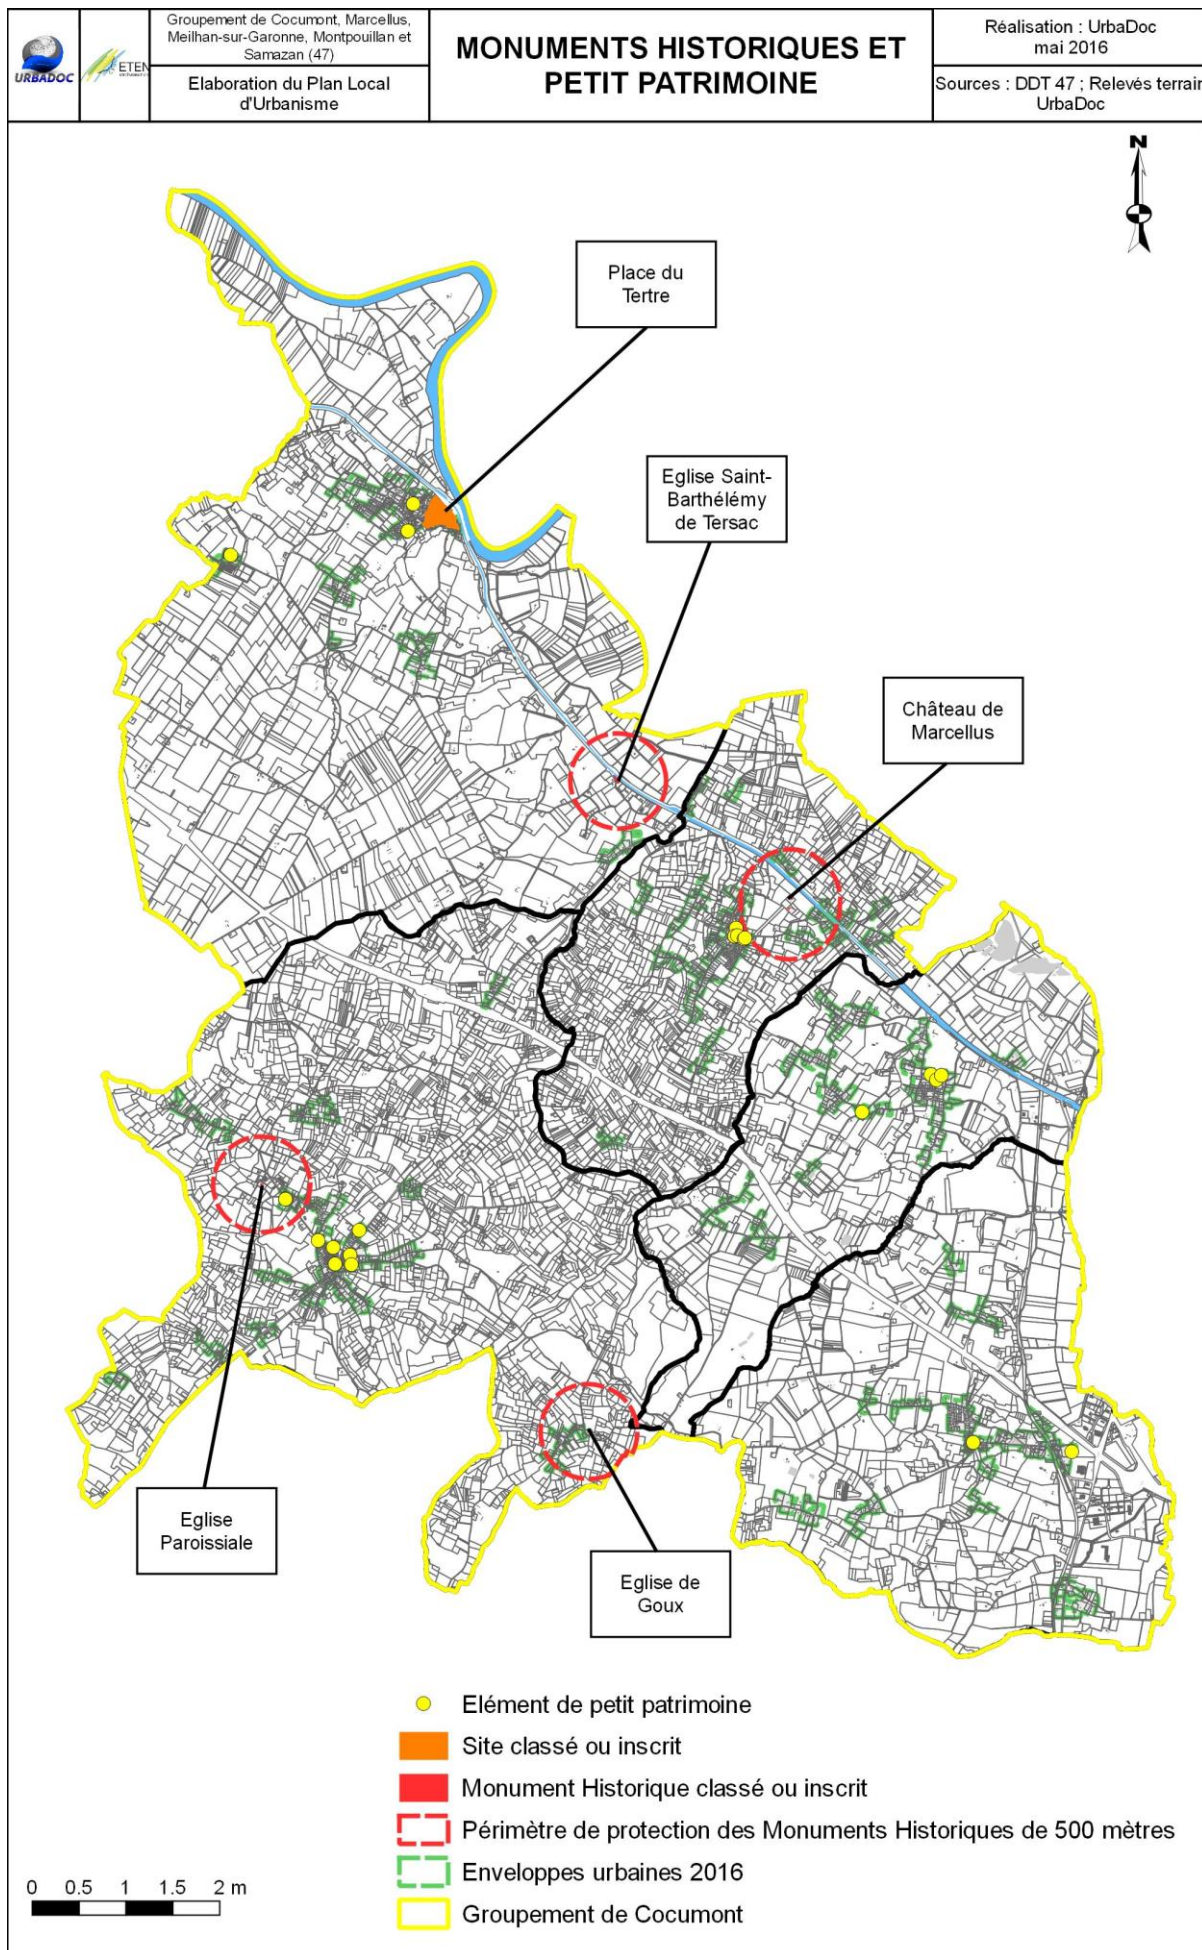 URBADOC
ETEN
Groupement de Cocumont, Marcellus,
Meilhan-sur-Garonne, Montpouillan et
Samazan (47)
Elaboration du Plan Local
d'Urbanisme
MONUMENTS HISTORIQUES ET
PETIT PATRIMOINE
Réalisation : UrbaDoc
mai 2016
Sources : DDT 47 ; Relevés terrain
UrbaDoc
N
Place du
Tertre
Eglise Saint-
Barthélémy
de Tersac
Château de
Marcellus
Eglise
Paroissiale
Eglise de
Goux
Elément de petit patrimoine
Site classé ou inscrit
Monument Historique classé ou inscrit
Périmètre de protection des Monuments Historiques de 500 mètres
Enveloppes urbaines 2016
Groupement de Cocumont
0 0.5 1 1.5 2 m